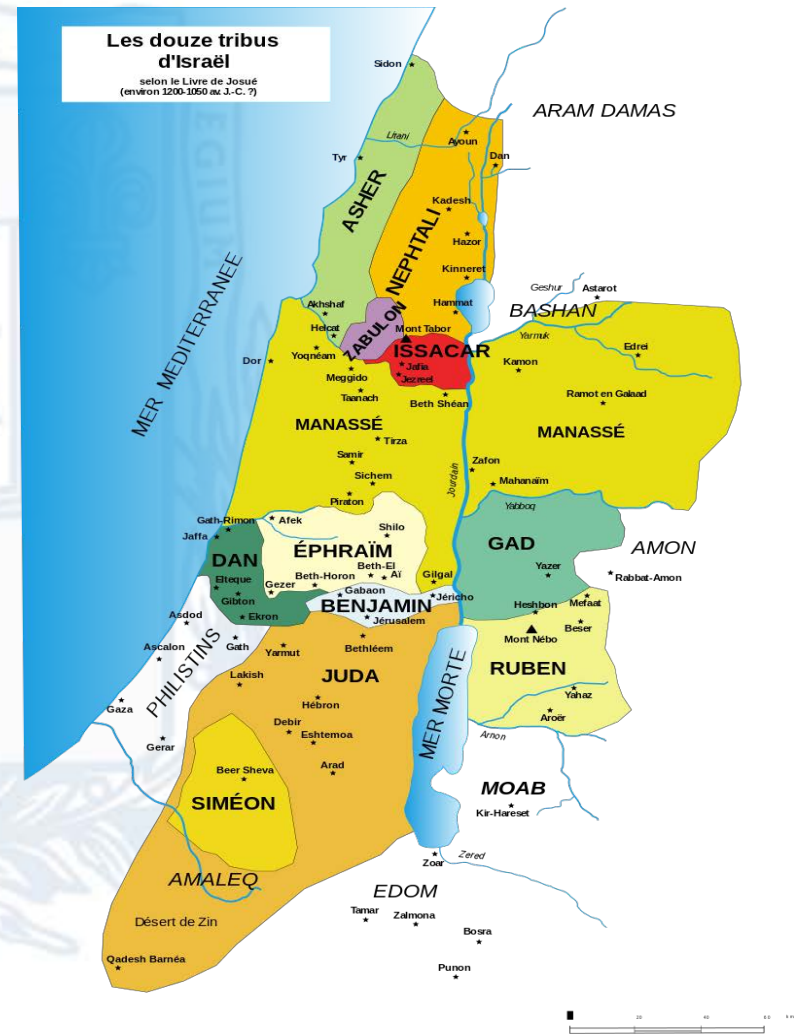 Les douze tribus
d'Israël
selon le Livre de Josué
(environ 1200-1050 av. J.-C. ?)
Sidon
ARAM DAMAS
Litani
Ayoun
Tyr
Dan
ASHER
Kadesh
NEPHTALI
Hazor
Kinneret
MER MEDITERRANEE
Geshur
Astarot
Akhshaf
Hammat
BASHAN
Helcat
ZABULON
Mont Tabor
Yarmuk
Yoqnéam
ISSACAR
Edrei
Dor
Jafia
Kamon
Meggido
Jezreel
Taanach
Beth Shéan
Ramot en Galaad
MANASSÉ
MANASSÉ
Tirza
Samir
Zafon
Sichem
Jourdain
Mahanaïm
Piraton
Yabboq
Gath-Rimon
Afek
Shilo
Jaffa
GAD
DAN
ÉPHRAÏM
AMON
Beth-El
Yazer
Rabbat-Amon
Elteque
Beth-Horon
Aï
Gilgal
Gezer
Gabaon
Gibton
BENJAMIN
Jéricho
Heshbon
Mefaat
Asdod
Ekron
Jérusalem
Beser
Mont Nébo
Ascalon
Gath
Yarmut
Bethléem
PHILISTINS
Lakish
JUDA
RUBEN
MER MORTE
Yahaz
Gaza
Hébron
Aroër
Debir
Eshtemoa
Arnon
Gerar
Arad
Beer Sheva
MOAB
SIMÉON
Kir-Hareset
Zoar
Zered
AMALEQ
EDOM
Désert de Zin
Tamar
Zalmona
Bosra
Qadesh Barnéa
Punon
20
40
60